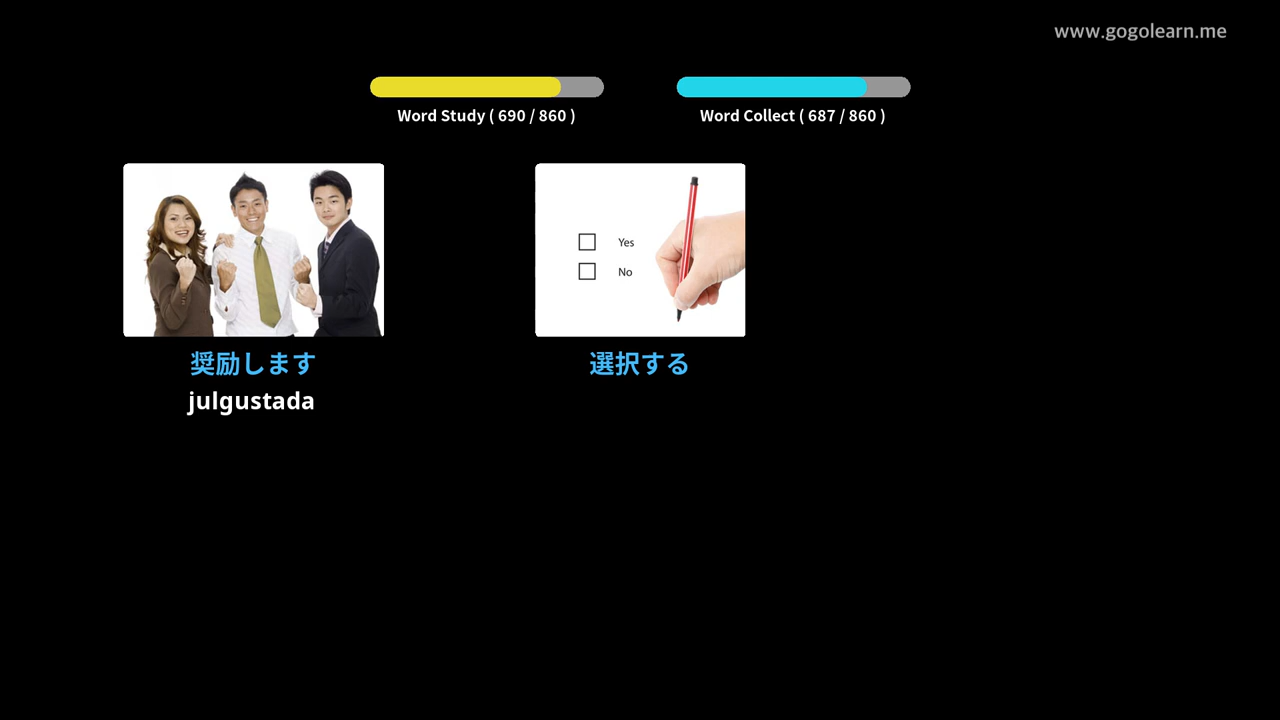 www.gogolearn.me
Word Study ( 690 / 860 )
Word Collect ( 687 / 860 )
Yes
No
奨励します
選択する
julgustada